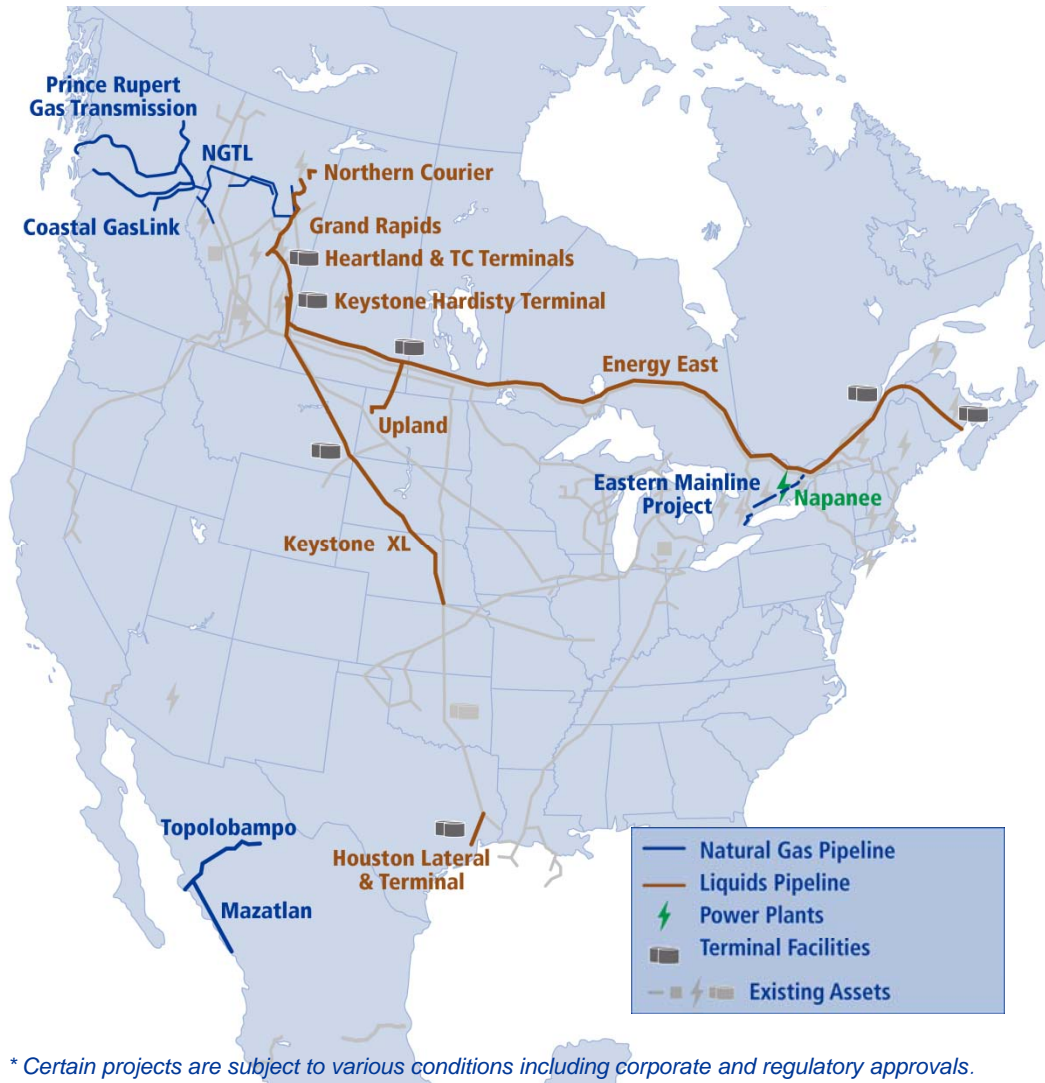 Prince Rupert
Gas Transmission
NGTL
Northern Courier
Coastal GasLink
Grand Rapids
Heartland & TC Terminals
Keystone Hardisty Terminal
Energy East
Upland
Eastern Mainline
Project
Napanee
Keystone XL
Topolobampo
Houston Lateral
& Terminal
Mazatlan
Natural Gas Pipeline
Liquids Pipeline
Power Plants
Terminal Facilities
Existing Assets
* Certain projects are subject to various conditions including corporate and regulatory approvals.